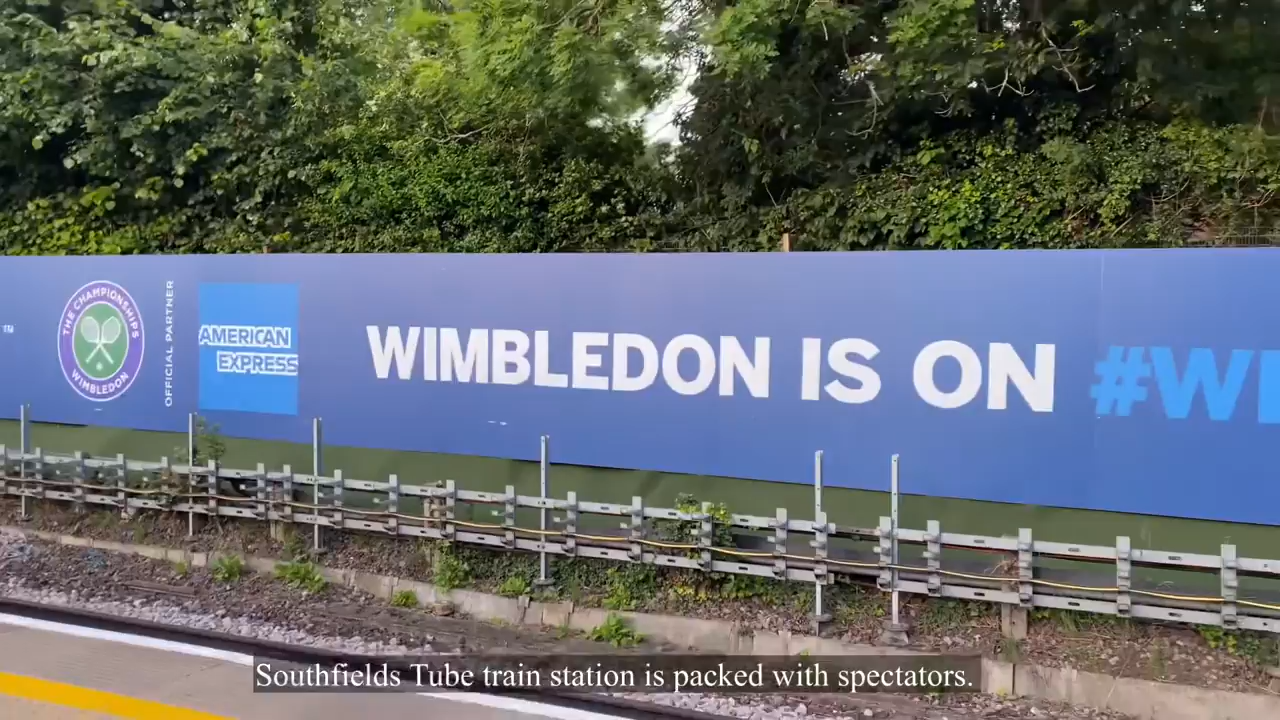 THE CHAMPIONSHIPS
WIMBLEDON
OFFICIAL PARTNER
AMERICAN
EXPRESS
WIMBLEDON IS ON
Southfields Tube train station is packed with spectators.